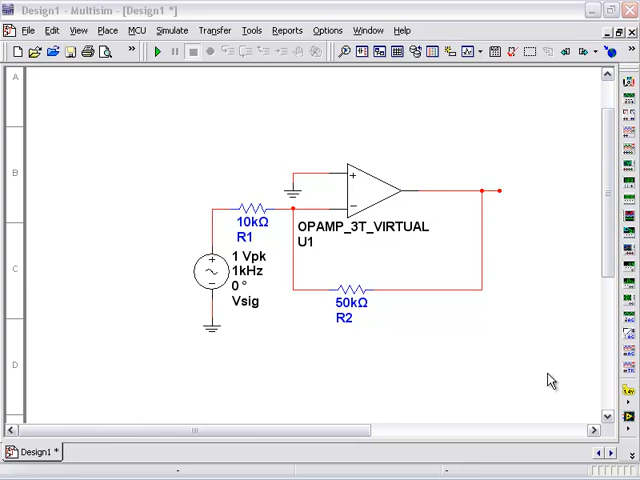 Design1 - Multisim - [Design1 *]
File Edit View Place MCU Simulate Transfer Tools Reports Options Window Help
A
B
C
D
+
−
OPAMP_3T_VIRTUAL
U1
10kΩ
R1
+
−
1 Vpk
1kHz
0 °
Vsig
50kΩ
R2
Design1 *